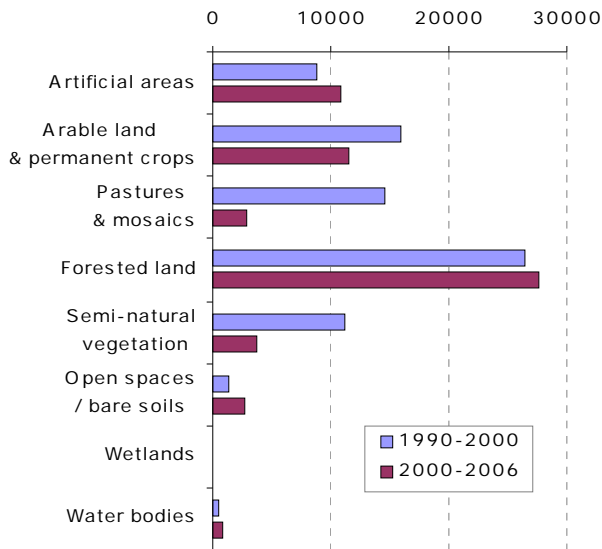 0 10000 20000 30000
Artificial areas
Arable land
& permanent crops
Pastures
& mosaics
Forested land
Semi-natural
vegetation
Open spaces
/ bare soils
Wetlands
Water bodies
1990-2000
2000-2006